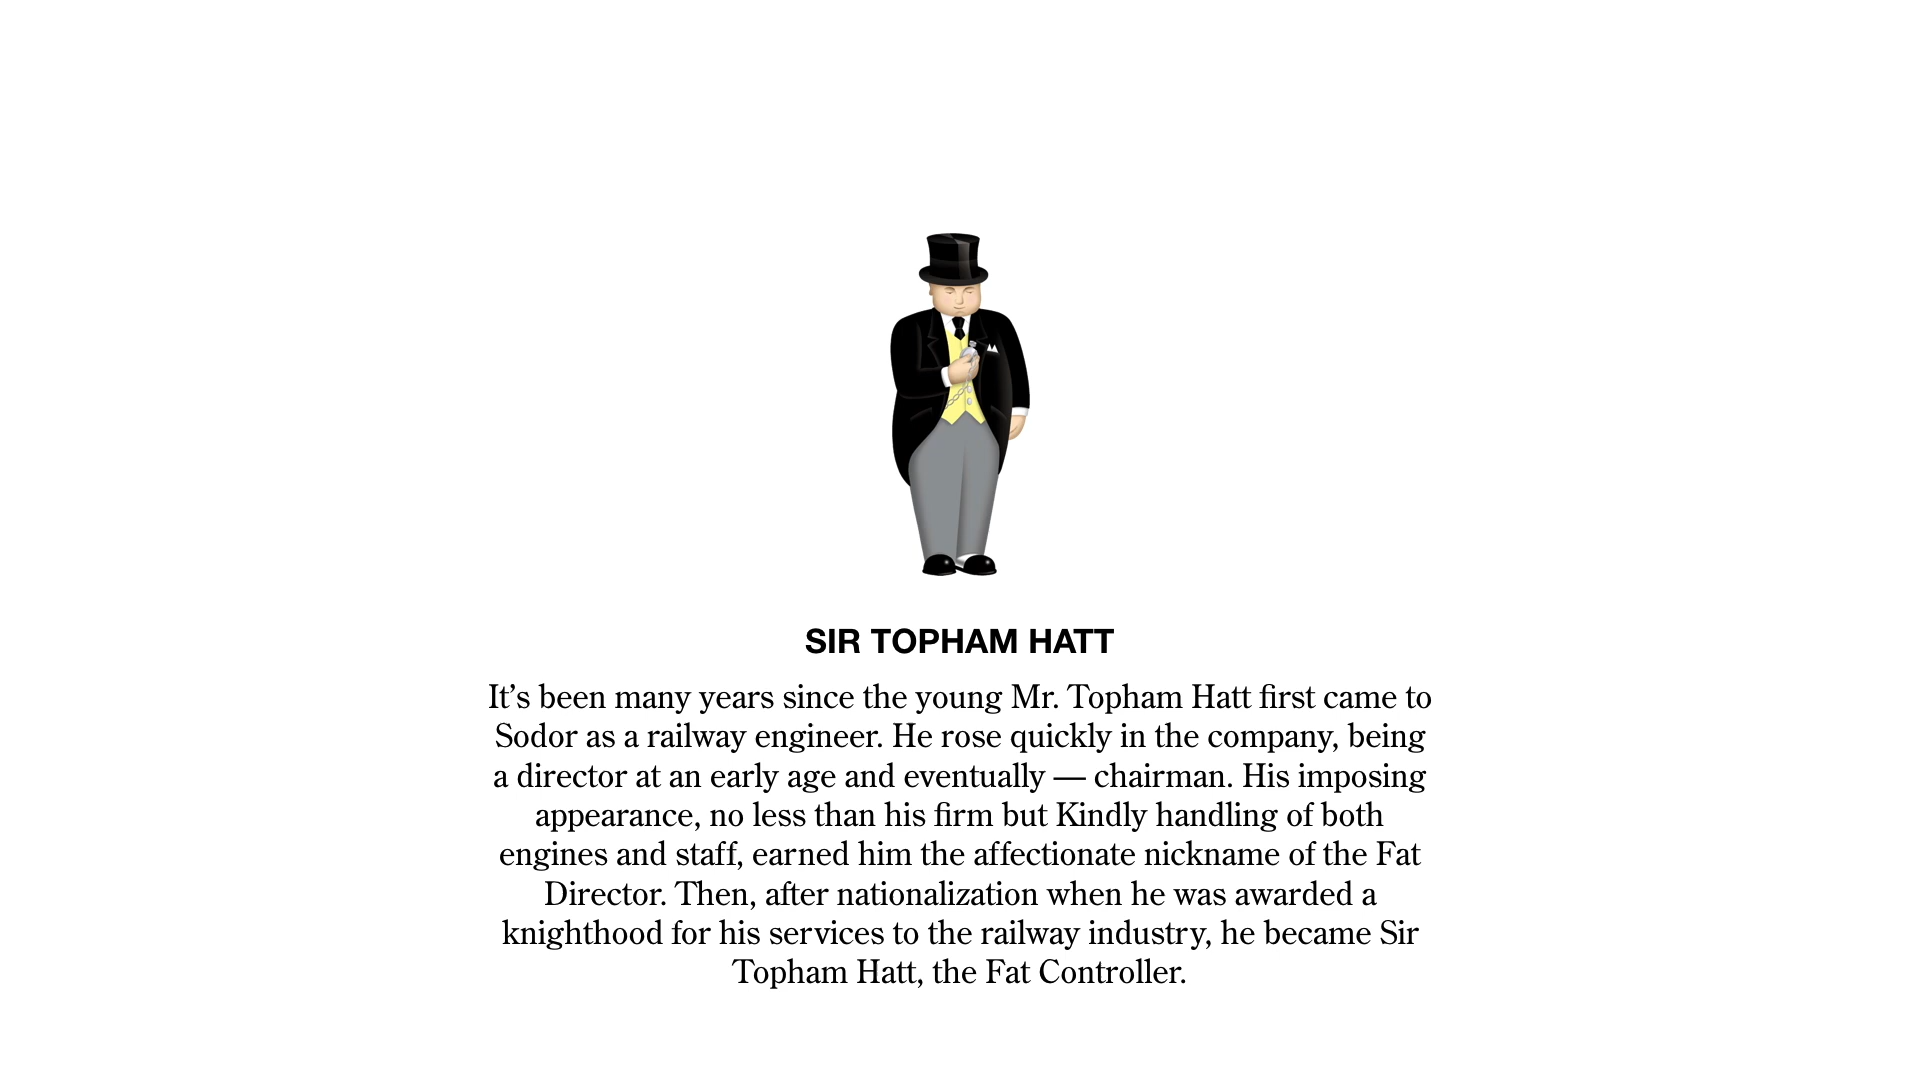 SIR TOPHAM HATT
It’s been many years since the young Mr. Topham Hatt first came to
Sodor as a railway engineer. He rose quickly in the company, being
a director at an early age and eventually — chairman. His imposing
appearance, no less than his firm but Kindly handling of both
engines and staff, earned him the affectionate nickname of the Fat
Director. Then, after nationalization when he was awarded a
knighthood for his services to the railway industry, he became Sir
Topham Hatt, the Fat Controller.